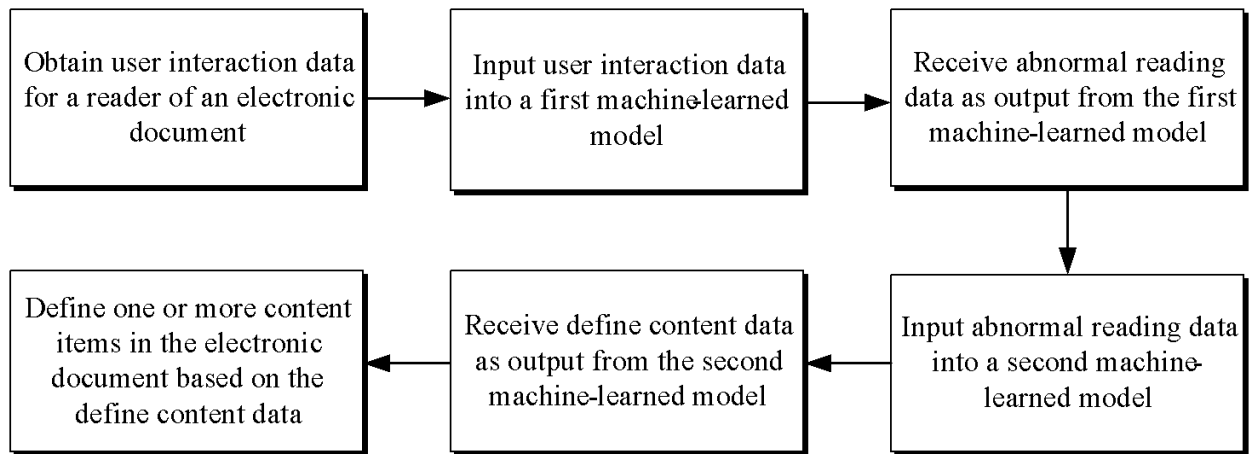 Obtain user interaction data
for a reader of an electronic
document
Input user interaction data
into a first machine-learned
model
Receive abnormal reading
data as output from the first
machine-learned model
Input abnormal reading data
into a second machine-
learned model
Receive define content data
as output from the second
machine-learned model
Define one or more content
items in the electronic
document based on the
define content data